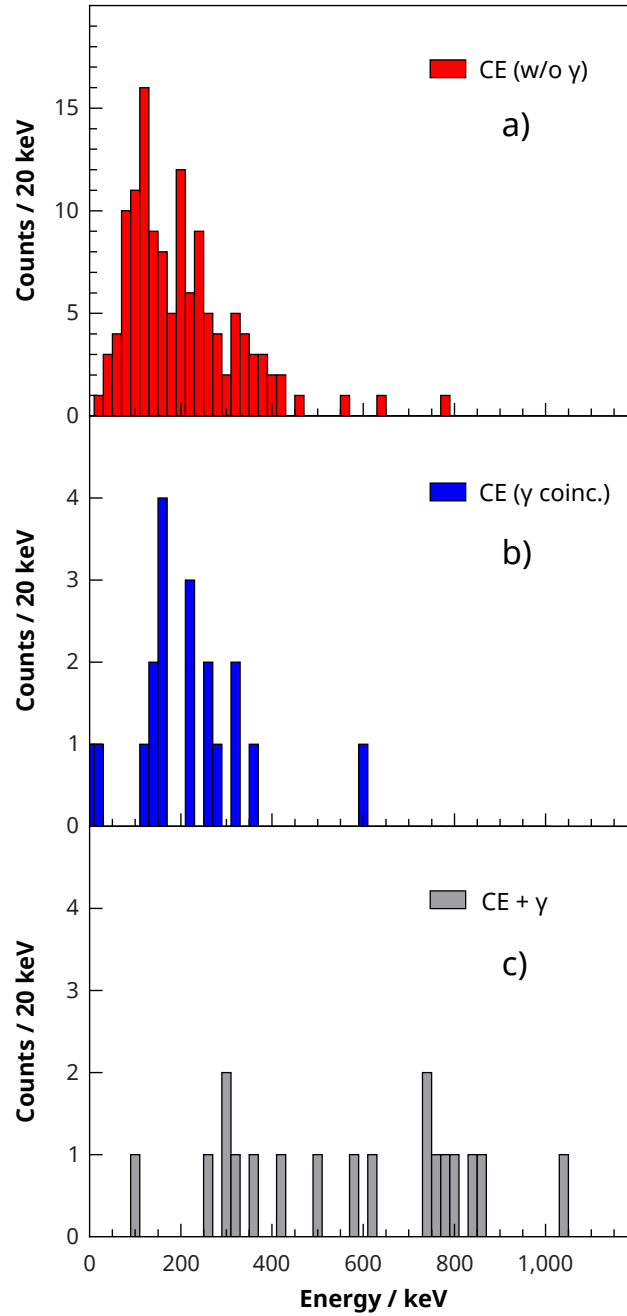 CE (w/o γ)
a)
15
10
5
0
Counts / 20 keV
CE (γ coinc.)
b)
4
3
2
1
0
Counts / 20 keV
CE + γ
c)
4
3
2
1
0
Counts / 20 keV
0 200 400 600 800 1,000
Energy / keV